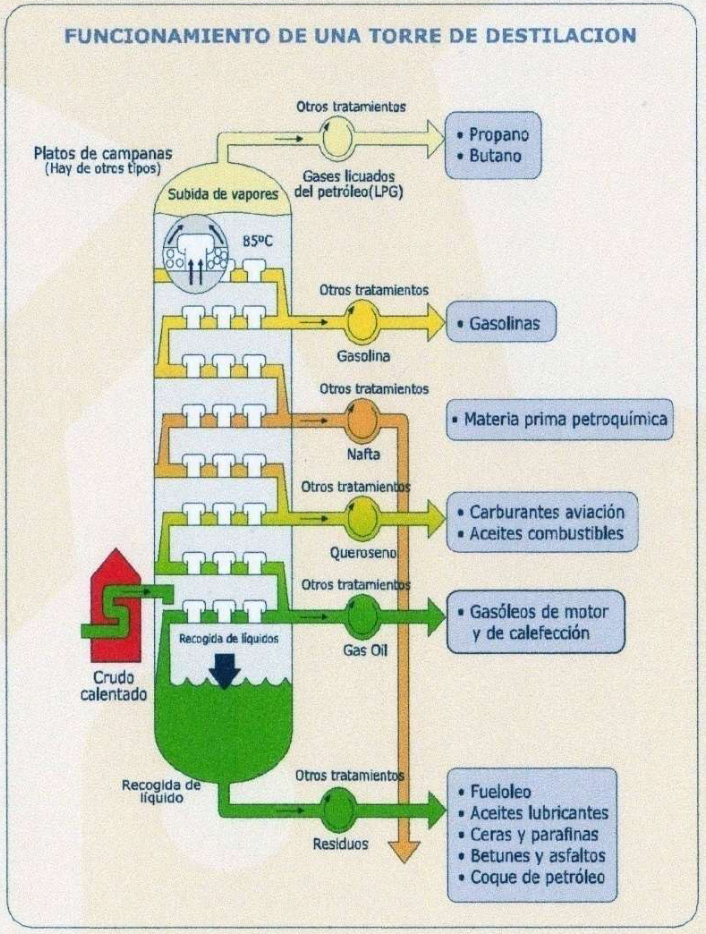 FUNCIONAMIENTO DE UNA TORRE DE DESTILACION
Otros tratamientos
• Propano
• Butano
Platos de campanas
(Hay de otros tipos)
Gases licuados
del petróleo(LPG)
Subida de vapores
85ºC
Otros tratamientos
• Gasolinas
Gasolina
Otros tratamientos
• Materia prima petroquímica
Nafta
Otros tratamientos
• Carburantes aviación
• Aceites combustibles
Queroseno
Otros tratamientos
• Gasóleos de motor
y de calefección
Gas Oil
Recogida de líquidos
Crudo
calentado
Recogida de
líquido
Otros tratamientos
• Fueloleo
• Aceites lubricantes
• Ceras y parafinas
• Betunes y asfaltos
• Coque de petróleo
Residuos